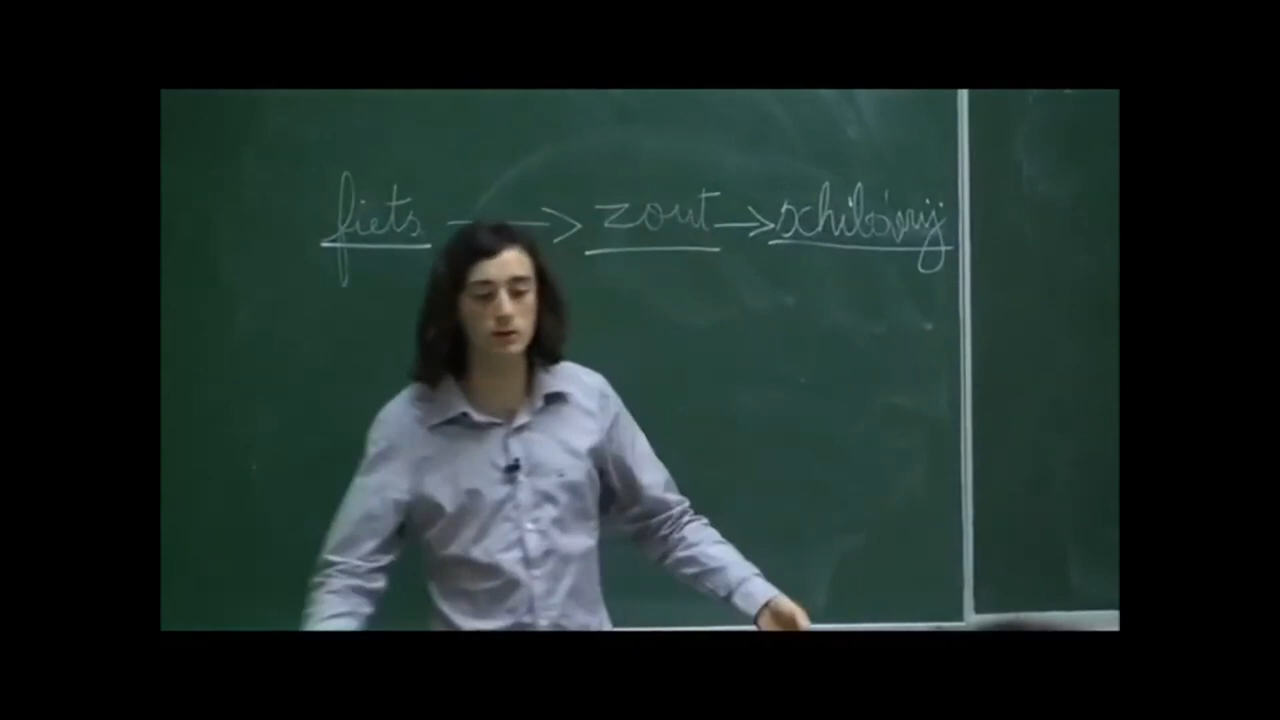 fiets → zout → schilderij